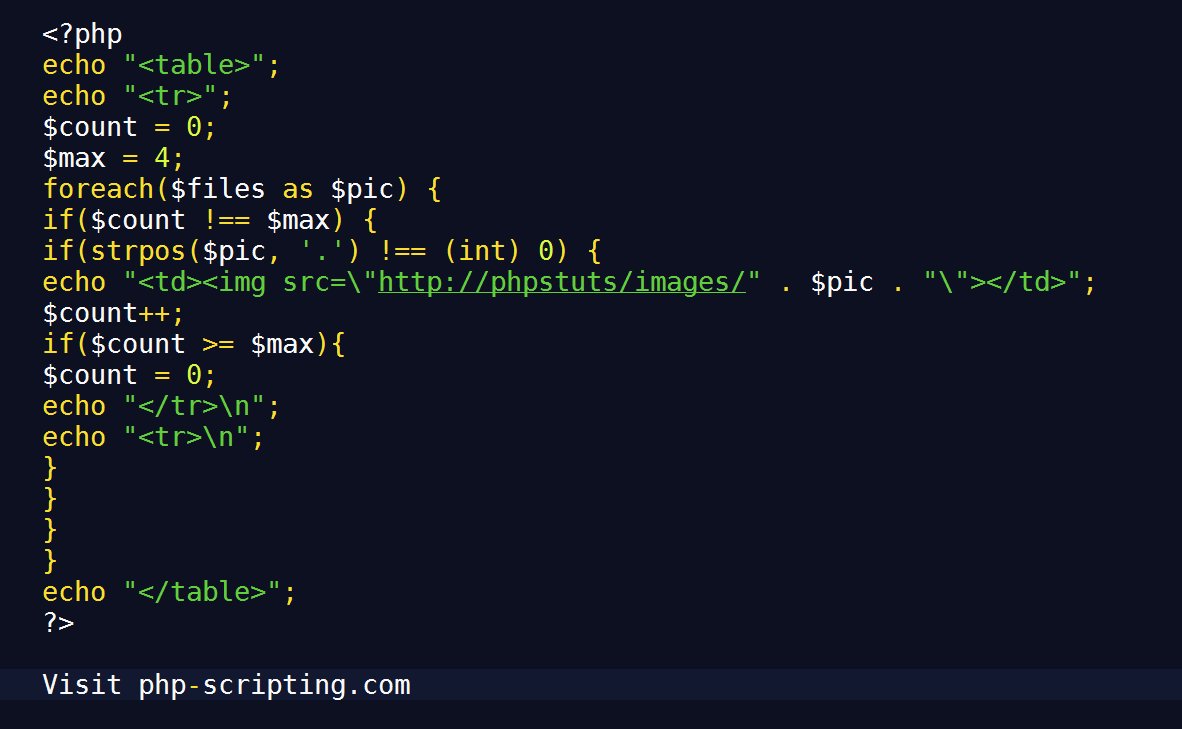 <?php
echo "<table>";
echo "<tr>";
$count = 0;
$max = 4;
foreach($files as $pic) {
if($count !== $max) {
if(strpos($pic, '.') !== (int) 0) {
echo "<td><img src=\"http://phpstuts/images/" . $pic . "\"></td>";
$count++;
if($count >= $max){
$count = 0;
echo "</tr>\n";
echo "<tr>\n";
}
}
}
}
echo "</table>";
?>
Visit php-scripting.com